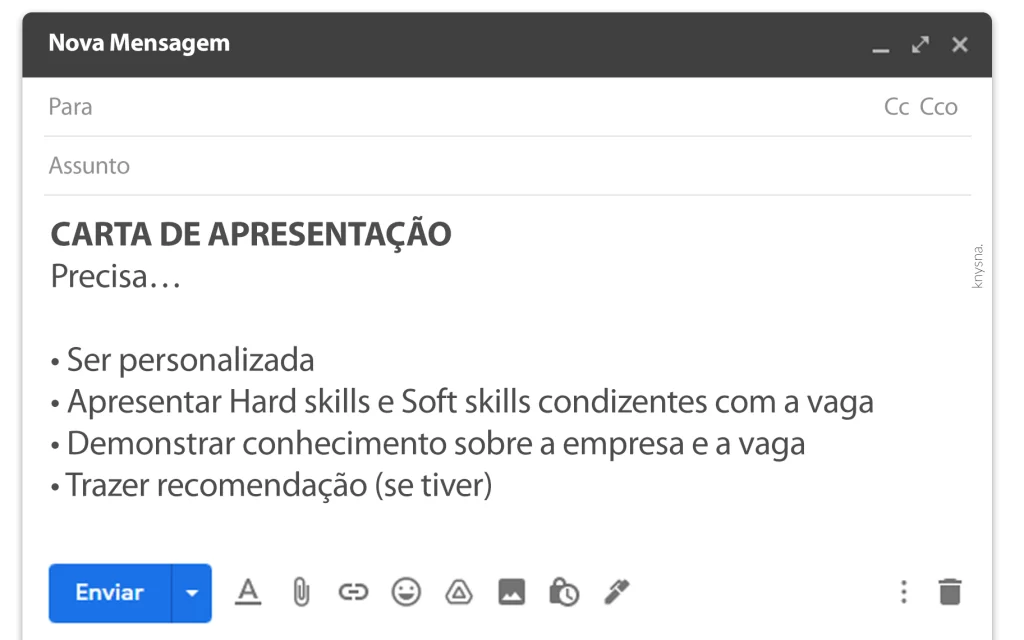 Nova Mensagem
Para
Cc Cco
Assunto
CARTA DE APRESENTAÇÃO
Precisa...
• Ser personalizada
• Apresentar Hard skills e Soft skills condizentes com a vaga
• Demonstrar conhecimento sobre a empresa e a vaga
• Trazer recomendação (se tiver)
knysna.
Enviar